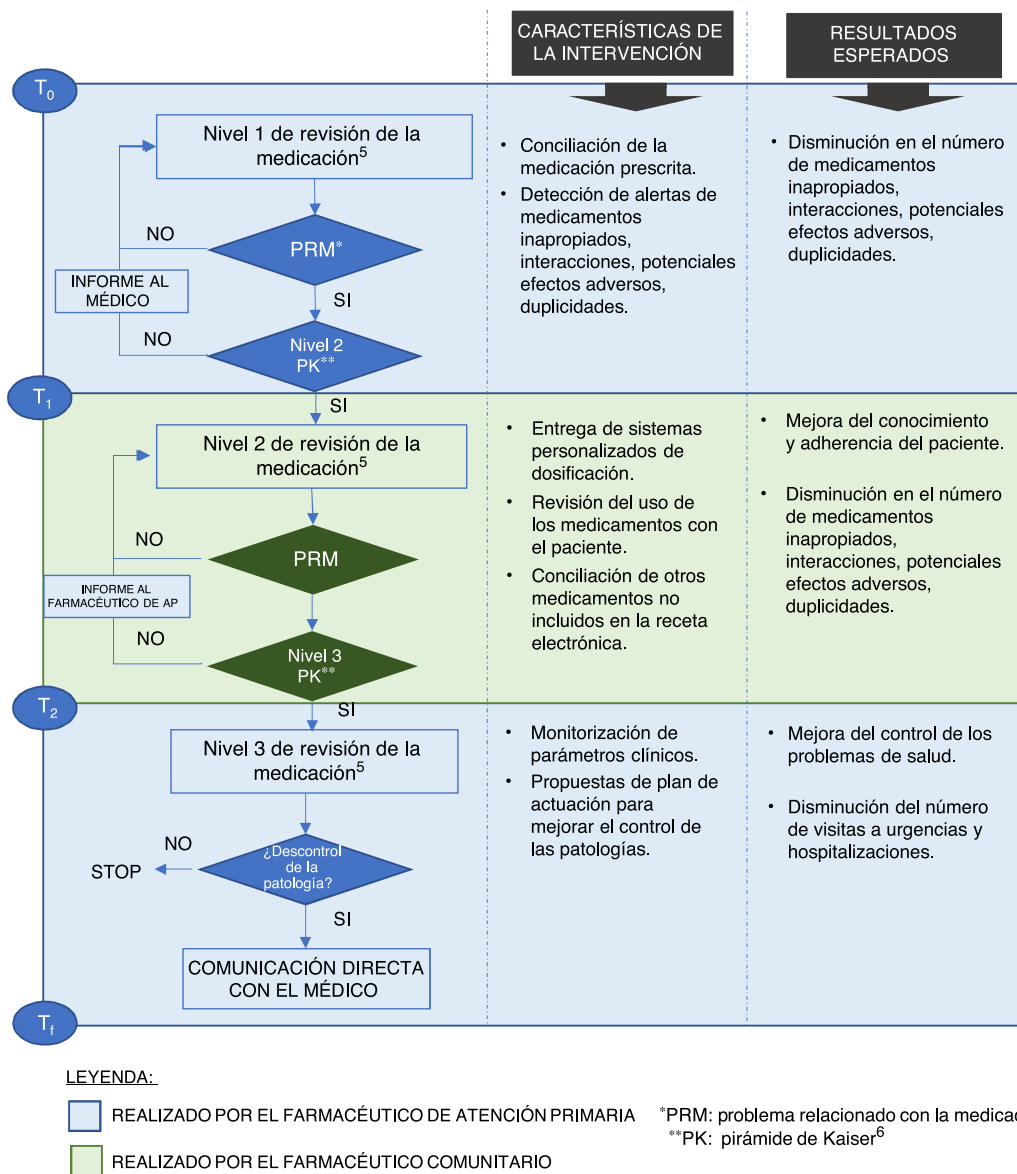 CARACTERÍSTICAS DE
LA INTERVENCIÓN
RESULTADOS
ESPERADOS
T0
Nivel 1 de revisión de la
medicación5
NO
PRM*
INFORME AL
MÉDICO
SI
NO
Nivel 2
PK**
• Conciliación de la
medicación prescrita.
• Detección de alertas de
medicamentos
inapropiados,
interacciones, potenciales
efectos adversos,
duplicidades.
• Disminución en el número
de medicamentos
inapropiados,
interacciones, potenciales
efectos adversos,
duplicidades.
T1
SI
Nivel 2 de revisión de la
medicación5
NO
PRM
INFORME AL
FARMACÉUTICO DE AP
NO
Nivel 3
PK**
• Entrega de sistemas
personalizados de
dosificación.
• Revisión del uso de
los medicamentos con
el paciente.
• Conciliación de otros
medicamentos no
incluidos en la receta
electrónica.
• Mejora del conocimiento
y adherencia del paciente.
• Disminución en el número
de medicamentos
inapropiados,
interacciones, potenciales
efectos adversos,
duplicidades.
T2
SI
Nivel 3 de revisión de la
medicación5
NO
STOP
¿Descontrol
de la
patología?
SI
COMUNICACIÓN DIRECTA
CON EL MÉDICO
• Monitorización de
parámetros clínicos.
• Propuestas de plan de
actuación para
mejorar el control de
las patologías.
• Mejora del control de los
problemas de salud.
• Disminución del número
de visitas a urgencias y
hospitalizaciones.
Tf
LEYENDA:
REALIZADO POR EL FARMACÉUTICO DE ATENCIÓN PRIMARIA
REALIZADO POR EL FARMACÉUTICO COMUNITARIO
*PRM: problema relacionado con la
**PK: pirámide de Kaiser6